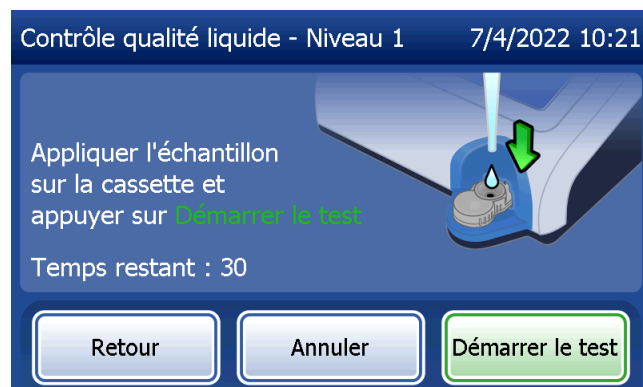 Contrôle qualité liquide - Niveau 1 7/4/2022 10:21
Appliquer l'échantillon
sur la cassette et
appuyer sur Démarrer le test
Temps restant : 30
Retour Annuler Démarrer le test